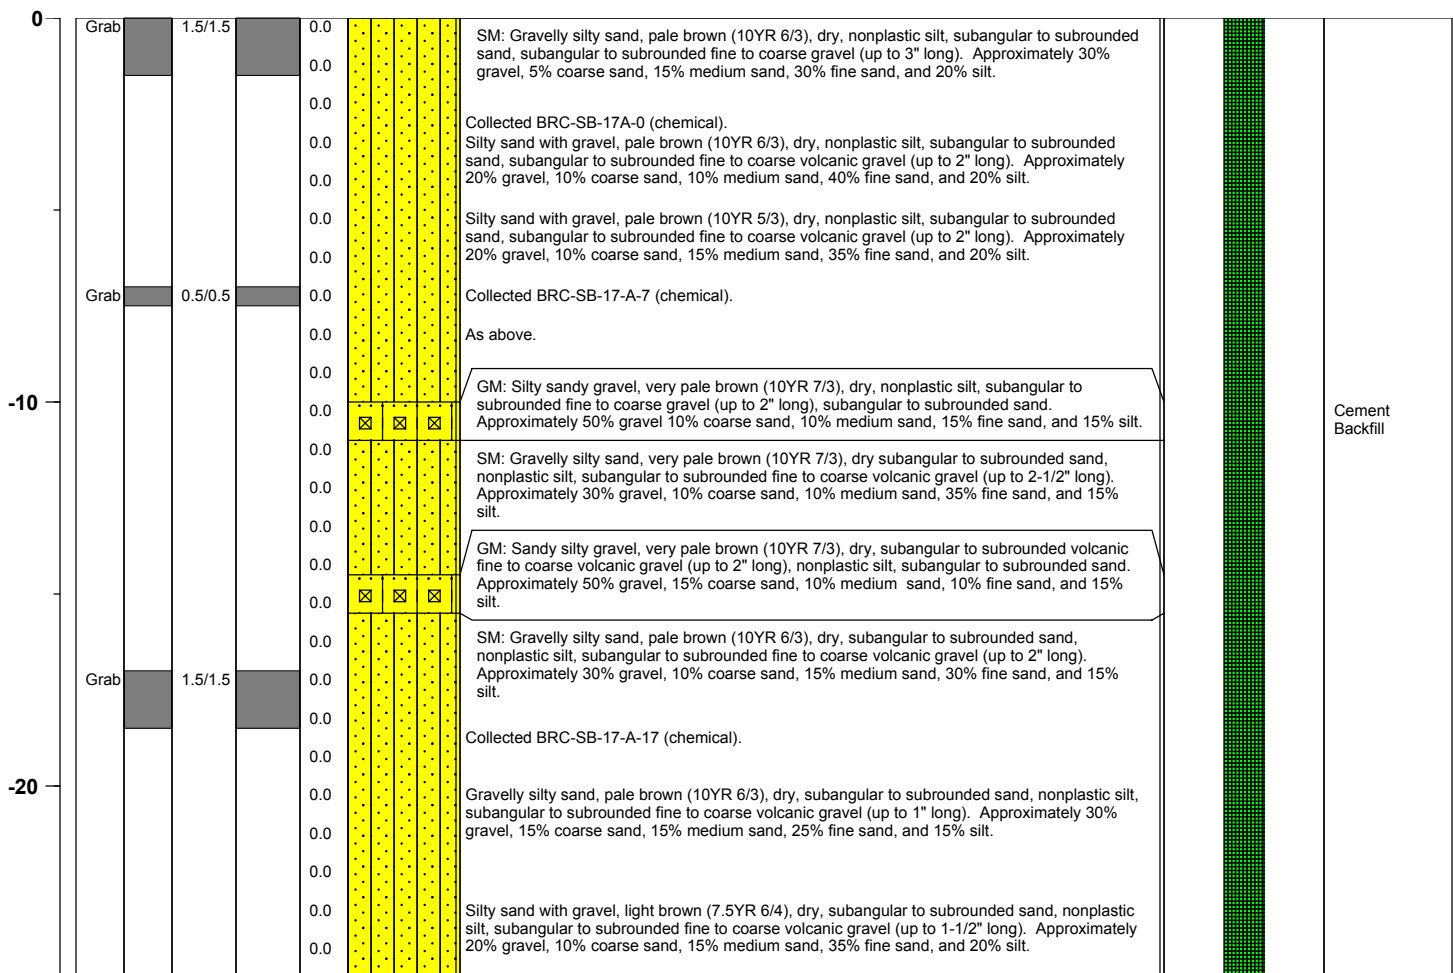 0
Grab 1.5/1.5 0.0
SM: Gravelly silty sand, pale brown (10YR 6/3), dry, nonplastic silt, subangular to subrounded
sand, subangular to subrounded fine to coarse gravel (up to 3" long). Approximately 30%
0.0
gravel, 5% coarse sand, 15% medium sand, 30% fine sand, and 20% silt.
0.0
Collected BRC-SB-17A-0 (chemical).
0.0
Silty sand with gravel, pale brown (10YR 6/3), dry, nonplastic silt, subangular to subrounded
sand, subangular to subrounded fine to coarse volcanic gravel (up to 2" long). Approximately
0.0
20% gravel, 10% coarse sand, 10% medium sand, 40% fine sand, and 20% silt.
0.0
Silty sand with gravel, pale brown (10YR 5/3), dry, nonplastic silt, subangular to subrounded
sand, subangular to subrounded fine to coarse volcanic gravel (up to 2" long). Approximately
0.0
20% gravel, 10% coarse sand, 15% medium sand, 35% fine sand, and 20% silt.
Grab 0.5/0.5 0.0 Collected BRC-SB-17-A-7 (chemical).
0.0 As above.
0.0
GM: Silty sandy gravel, very pale brown (10YR 7/3), dry, nonplastic silt, subangular to
-10
subrounded fine to coarse gravel (up to 2" long), subangular to subrounded sand.
0.0
Approximately 50% gravel 10% coarse sand, 10% medium sand, 15% fine sand, and 15% silt.
Cement
Backfill
0.0
SM: Gravelly silty sand, very pale brown (10YR 7/3), dry subangular to subrounded sand,
nonplastic silt, subangular to subrounded fine to coarse volcanic gravel (up to 2-1/2" long).
0.0
Approximately 30% gravel, 10% coarse sand, 10% medium sand, 35% fine sand, and 15%
silt.
0.0
GM: Sandy silty gravel, very pale brown (10YR 7/3), dry, subangular to subrounded volcanic
0.0
fine to coarse volcanic gravel (up to 2" long), nonplastic silt, subangular to subrounded sand.
Approximately 50% gravel, 15% coarse sand, 10% medium sand, 10% fine sand, and 15%
0.0
silt.
0.0
SM: Gravelly silty sand, pale brown (10YR 6/3), dry, subangular to subrounded sand,
nonplastic silt, subangular to subrounded fine to coarse volcanic gravel (up to 2" long).
Grab 1.5/1.5 0.0
Approximately 30% gravel, 10% coarse sand, 15% medium sand, 30% fine sand, and 15%
silt.
0.0
Collected BRC-SB-17-A-17 (chemical).
0.0
-20
0.0
Gravelly silty sand, pale brown (10YR 6/3), dry, subangular to subrounded sand, nonplastic silt,
subangular to subrounded fine to coarse volcanic gravel (up to 1" long). Approximately 30%
0.0
gravel, 15% coarse sand, 15% medium sand, 25% fine sand, and 15% silt.
0.0
0.0
Silty sand with gravel, light brown (7.5YR 6/4), dry, subangular to subrounded sand, nonplastic
silt, subangular to subrounded fine to coarse volcanic gravel (up to 1-1/2" long). Approximately
0.0
20% gravel, 10% coarse sand, 15% medium sand, 35% fine sand, and 20% silt.